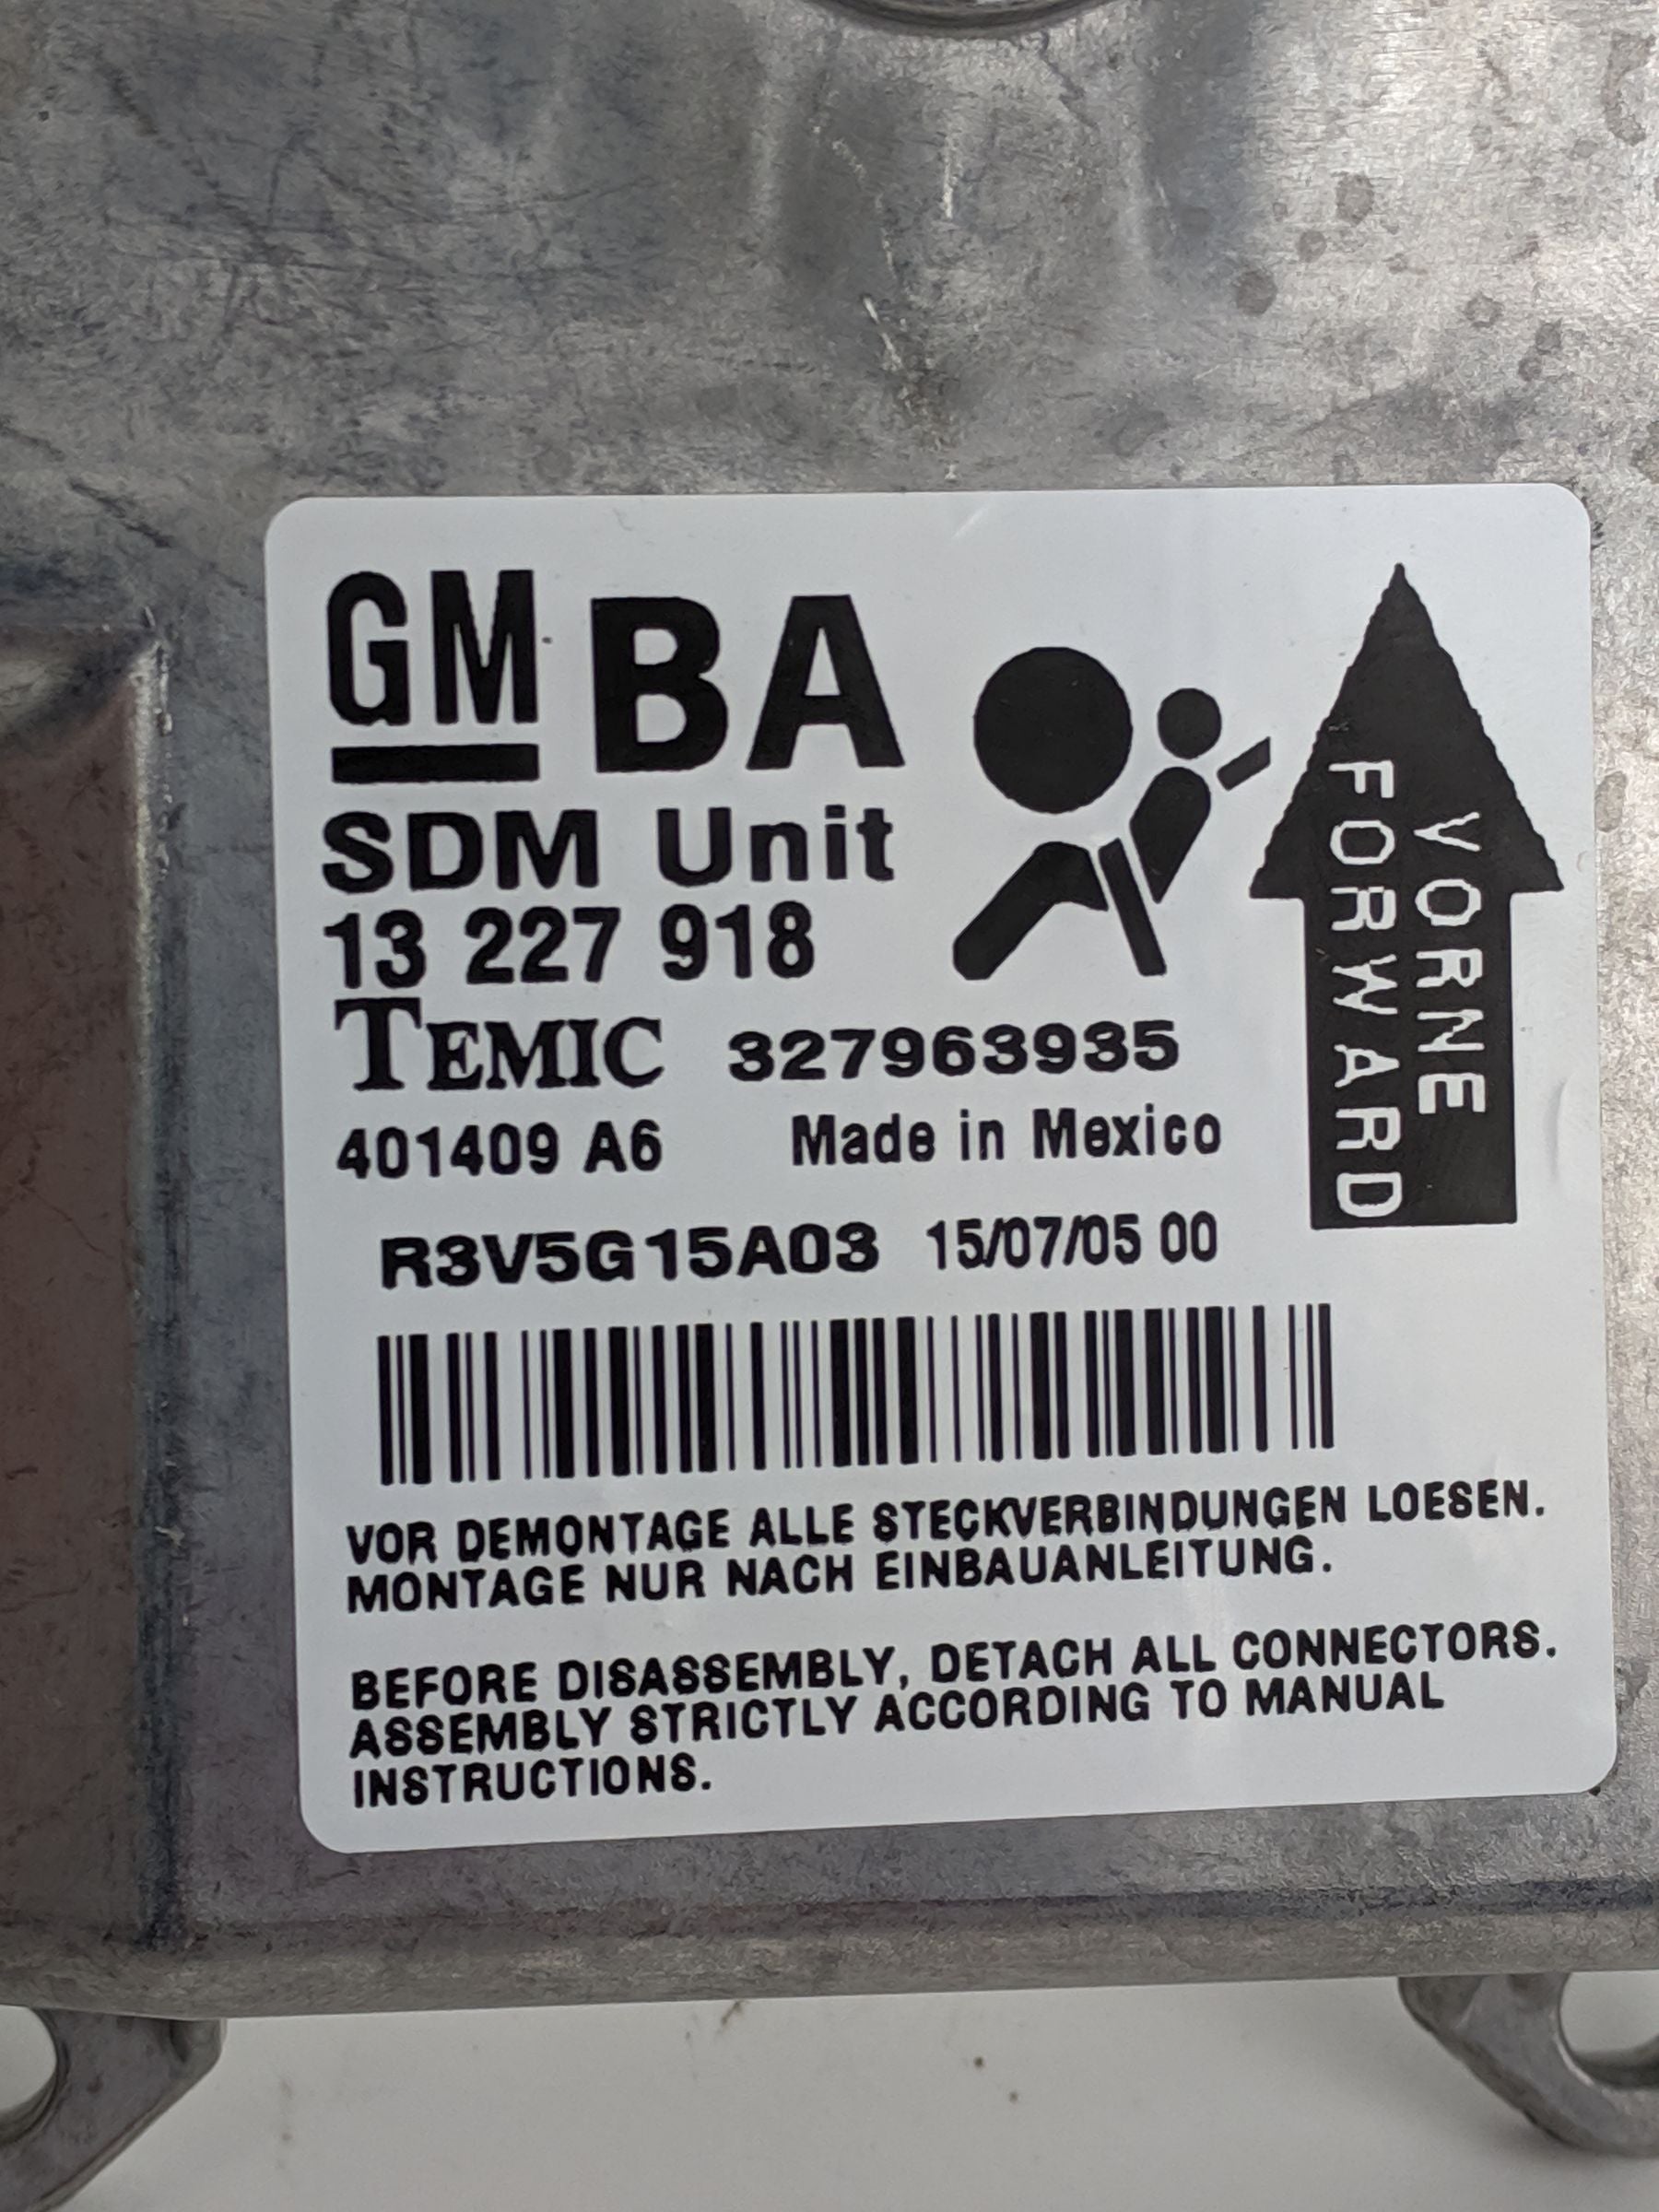 GM BA
SDM Unit
13 227 918
TEMIC 327963935
401409 A6 Made in Mexico
R3V5G15A03 15/07/05 00
VORNE
FORWARD
VOR DEMONTAGE ALLE STECKVERBINDUNGEN LOESEN.
MONTAGE NUR NACH EINBAUANLEITUNG.
BEFORE DISASSEMBLY, DETACH ALL CONNECTORS.
ASSEMBLY STRICTLY ACCORDING TO MANUAL
INSTRUCTIONS.